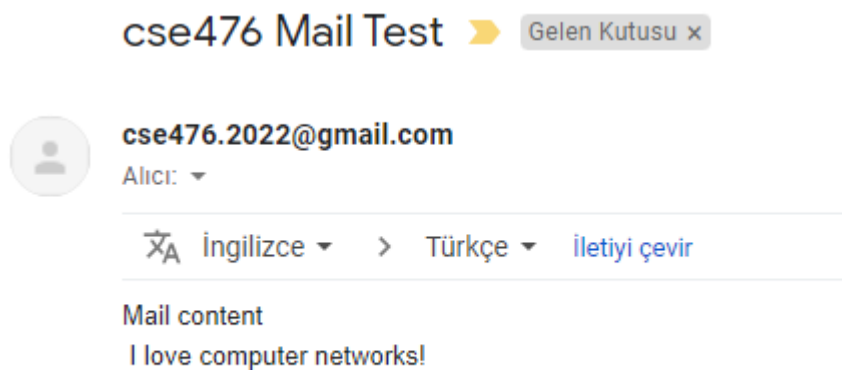 cse476 Mail Test Gelen Kutusu x
cse476.2022@gmail.com
Alıcı:
İngilizce > Türkçe İletiyi çevir
Mail content
I love computer networks!